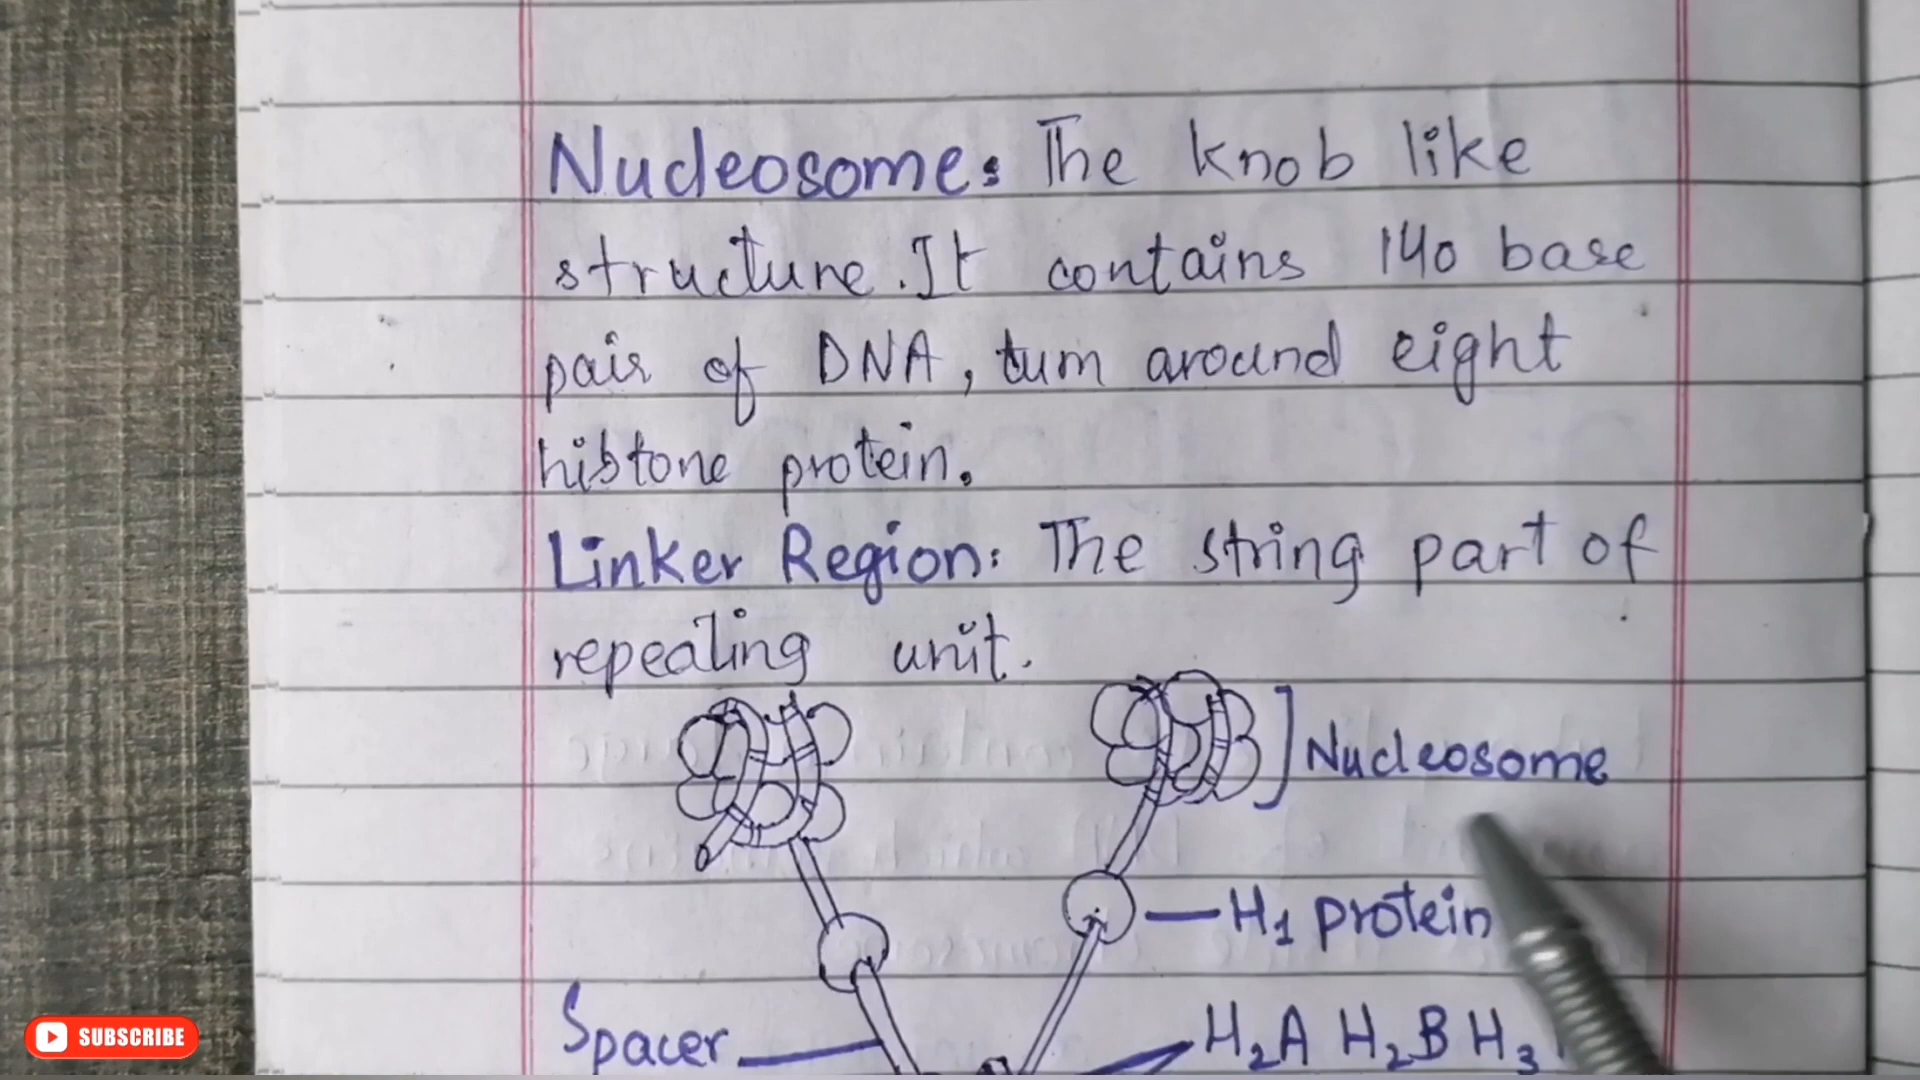 Nucleosome: The knob like
structure. It contains 140 base
pair of DNA, turn around eight
histone protein.
Linker Region: The string part of
repeating unit.
Nucleosome
H1 protein
Spacer
H2A H2B H3
SUBSCRIBE